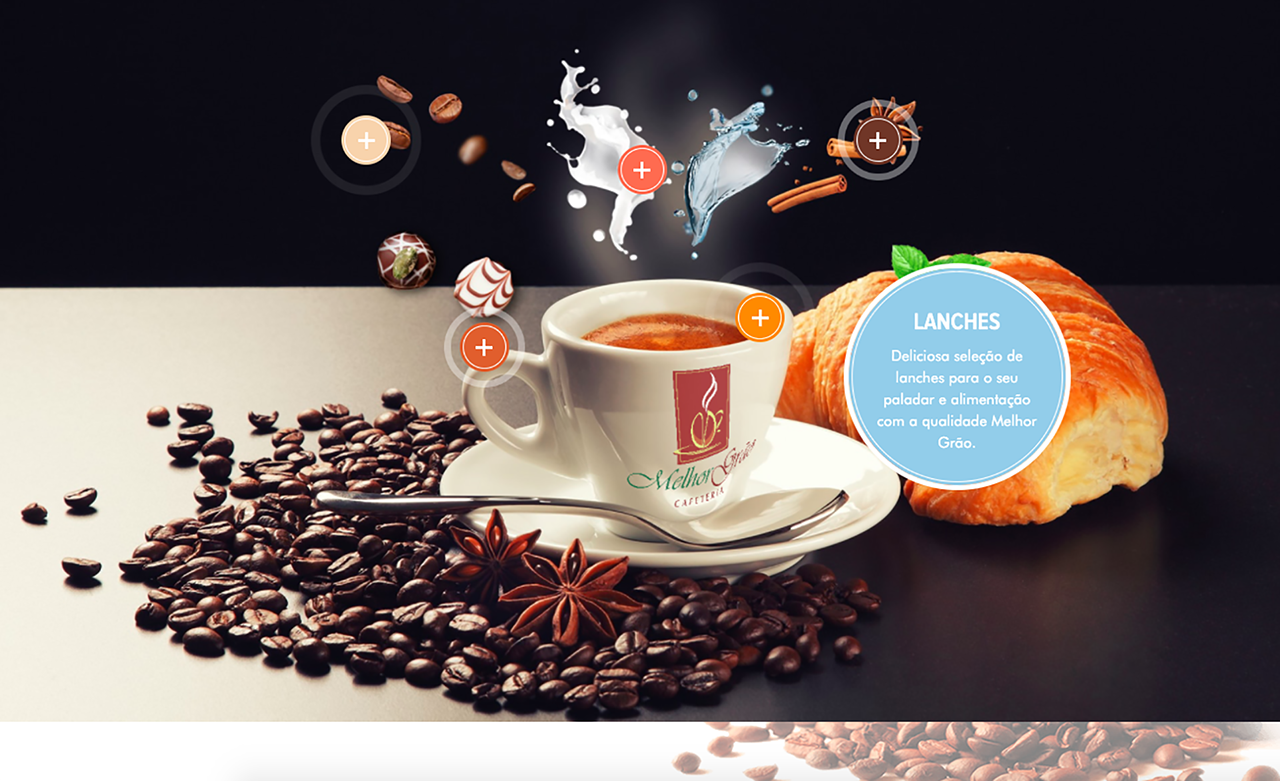 LANCHES
Deliciosa seleção de
lanches para o seu
paladar e alimentação
com a qualidade Melhor
Grão.
Melhor Grão
CAFETERIA